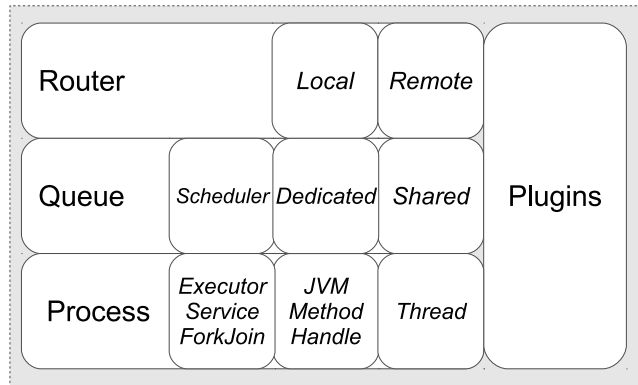 Router
Local
Remote
Queue
Scheduler
Dedicated
Shared
Plugins
Process
Executor
Service
ForkJoin
JVM
Method
Handle
Thread